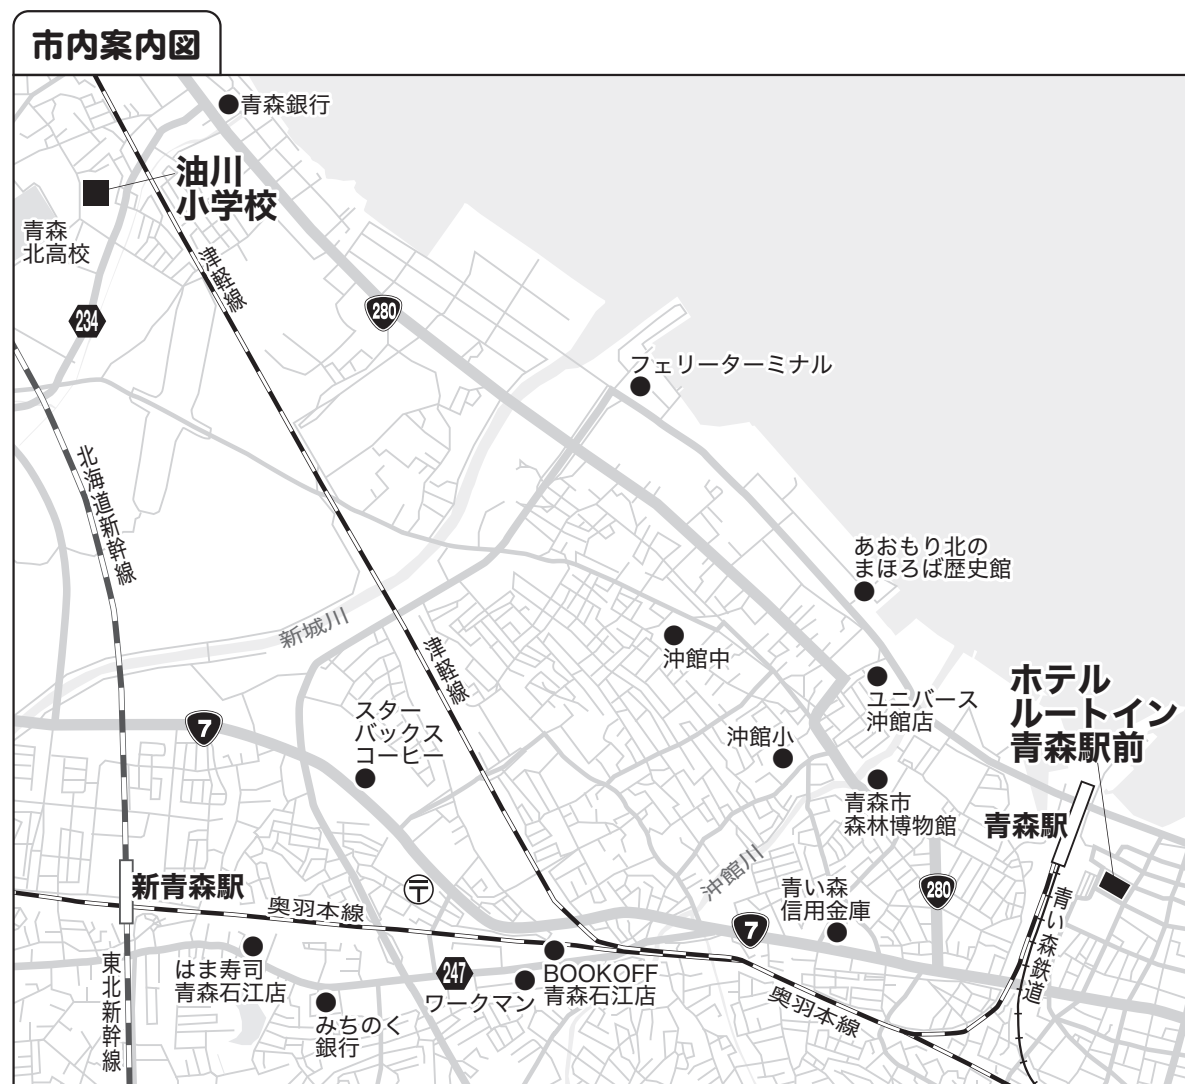 市内案内図
青森銀行
油川
小学校
青森
北高校
津軽線
280
234
フェリーターミナル
北海道新幹線
あおもり北の
まほろば歴史館
新城川
沖館中
津軽線
ホテル
ルートイン
青森駅前
ユニバース
沖館店
スター
バックス
コーヒー
7
沖館小
青森市
森林博物館
青森駅
沖館川
新青森駅
〒
奥羽本線
青い森
信用金庫
280
青い森鉄道
7
はま寿司
青森石江店
東北新幹線
247
ワークマン
BOOKOFF
青森石江店
みちのく
銀行
奥羽本線